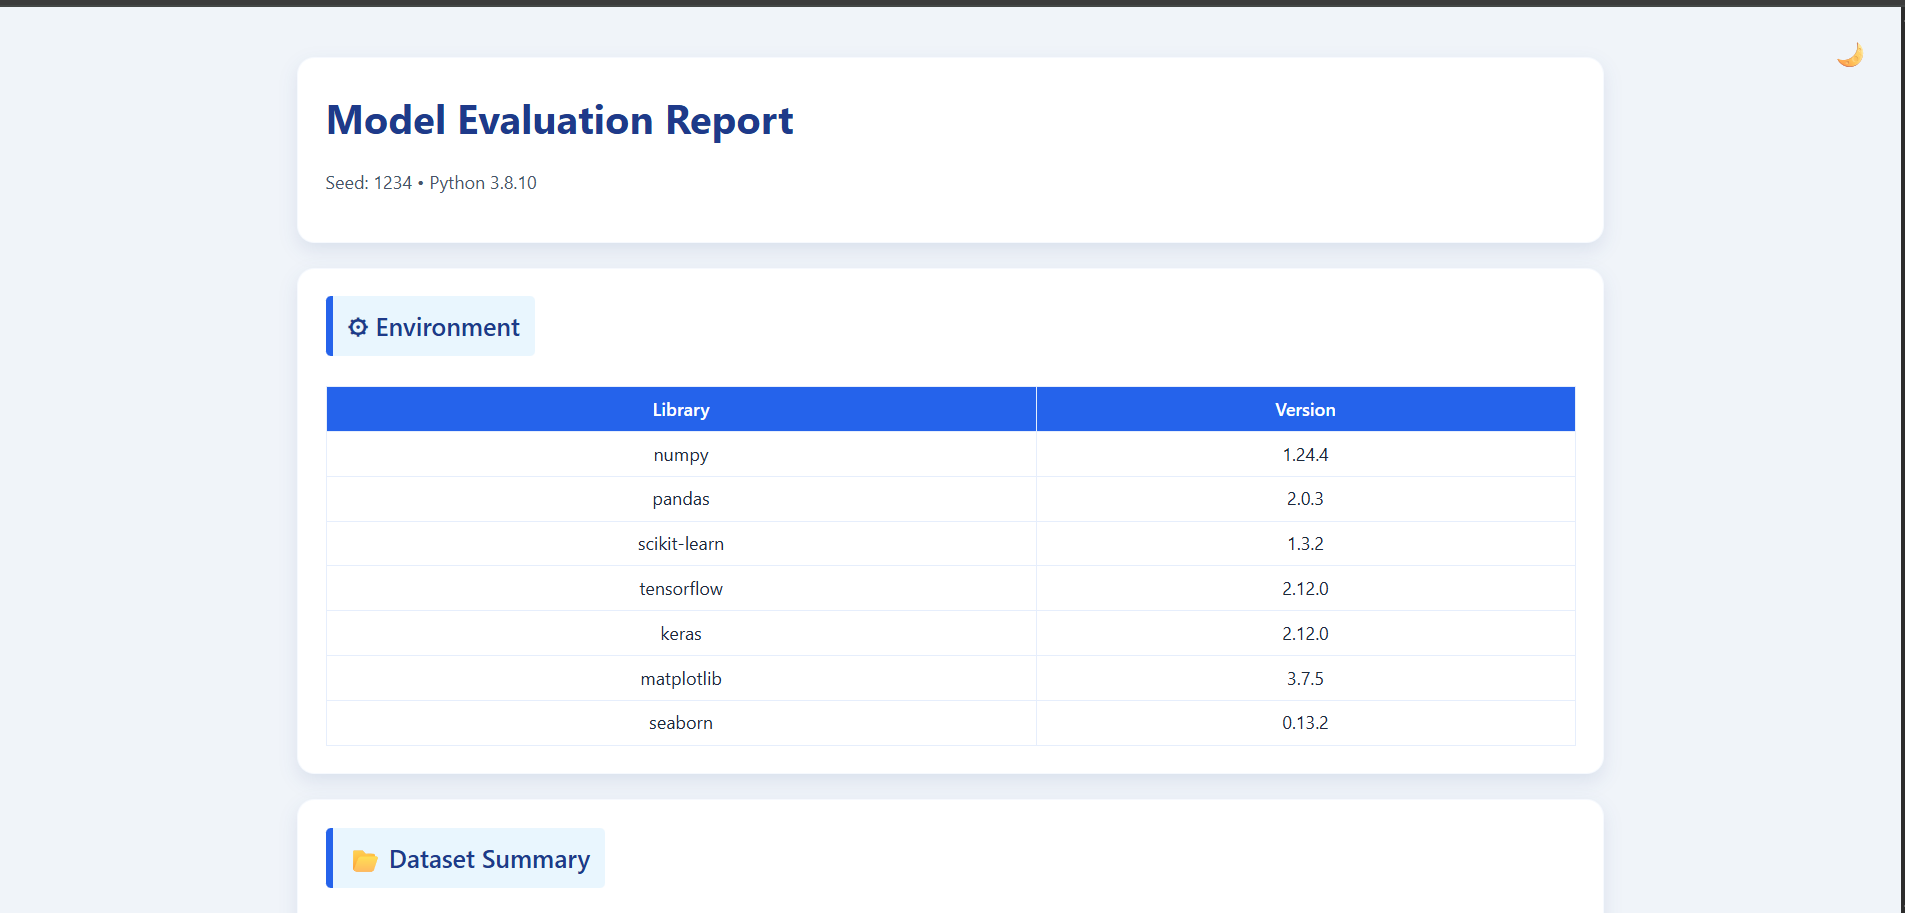 Model Evaluation Report
Seed: 1234 • Python 3.8.10
⚙ Environment
Library Version
numpy 1.24.4
pandas 2.0.3
scikit-learn 1.3.2
tensorflow 2.12.0
keras 2.12.0
matplotlib 3.7.5
seaborn 0.13.2
📂 Dataset Summary